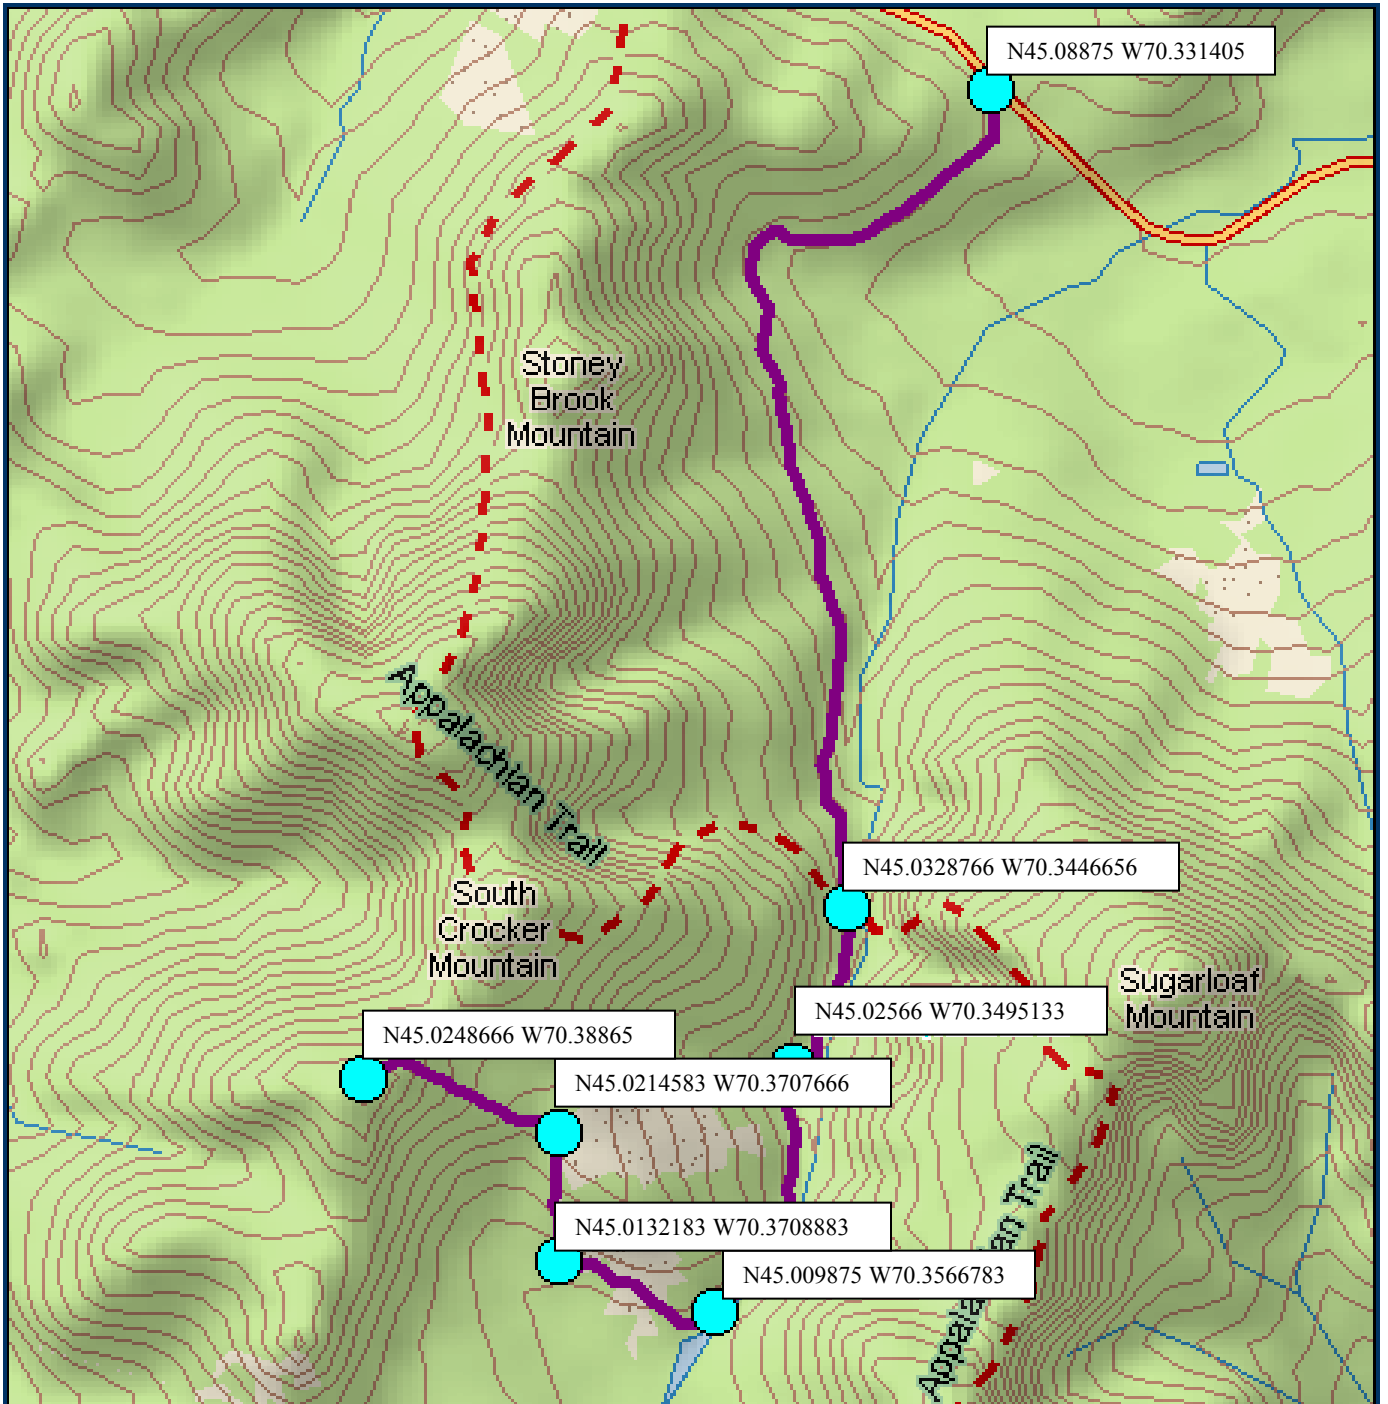 N45.08875 W70.331405
Stoney
Brook
Mountain
Appalachian Trail
N45.0328766 W70.3446656
South
Crocker
Mountain
Sugarloaf
Mountain
N45.02566 W70.3495133
N45.0248666 W70.38865
N45.0214583 W70.3707666
Appalachian Trail
N45.0132183 W70.3708883
N45.009875 W70.3566783